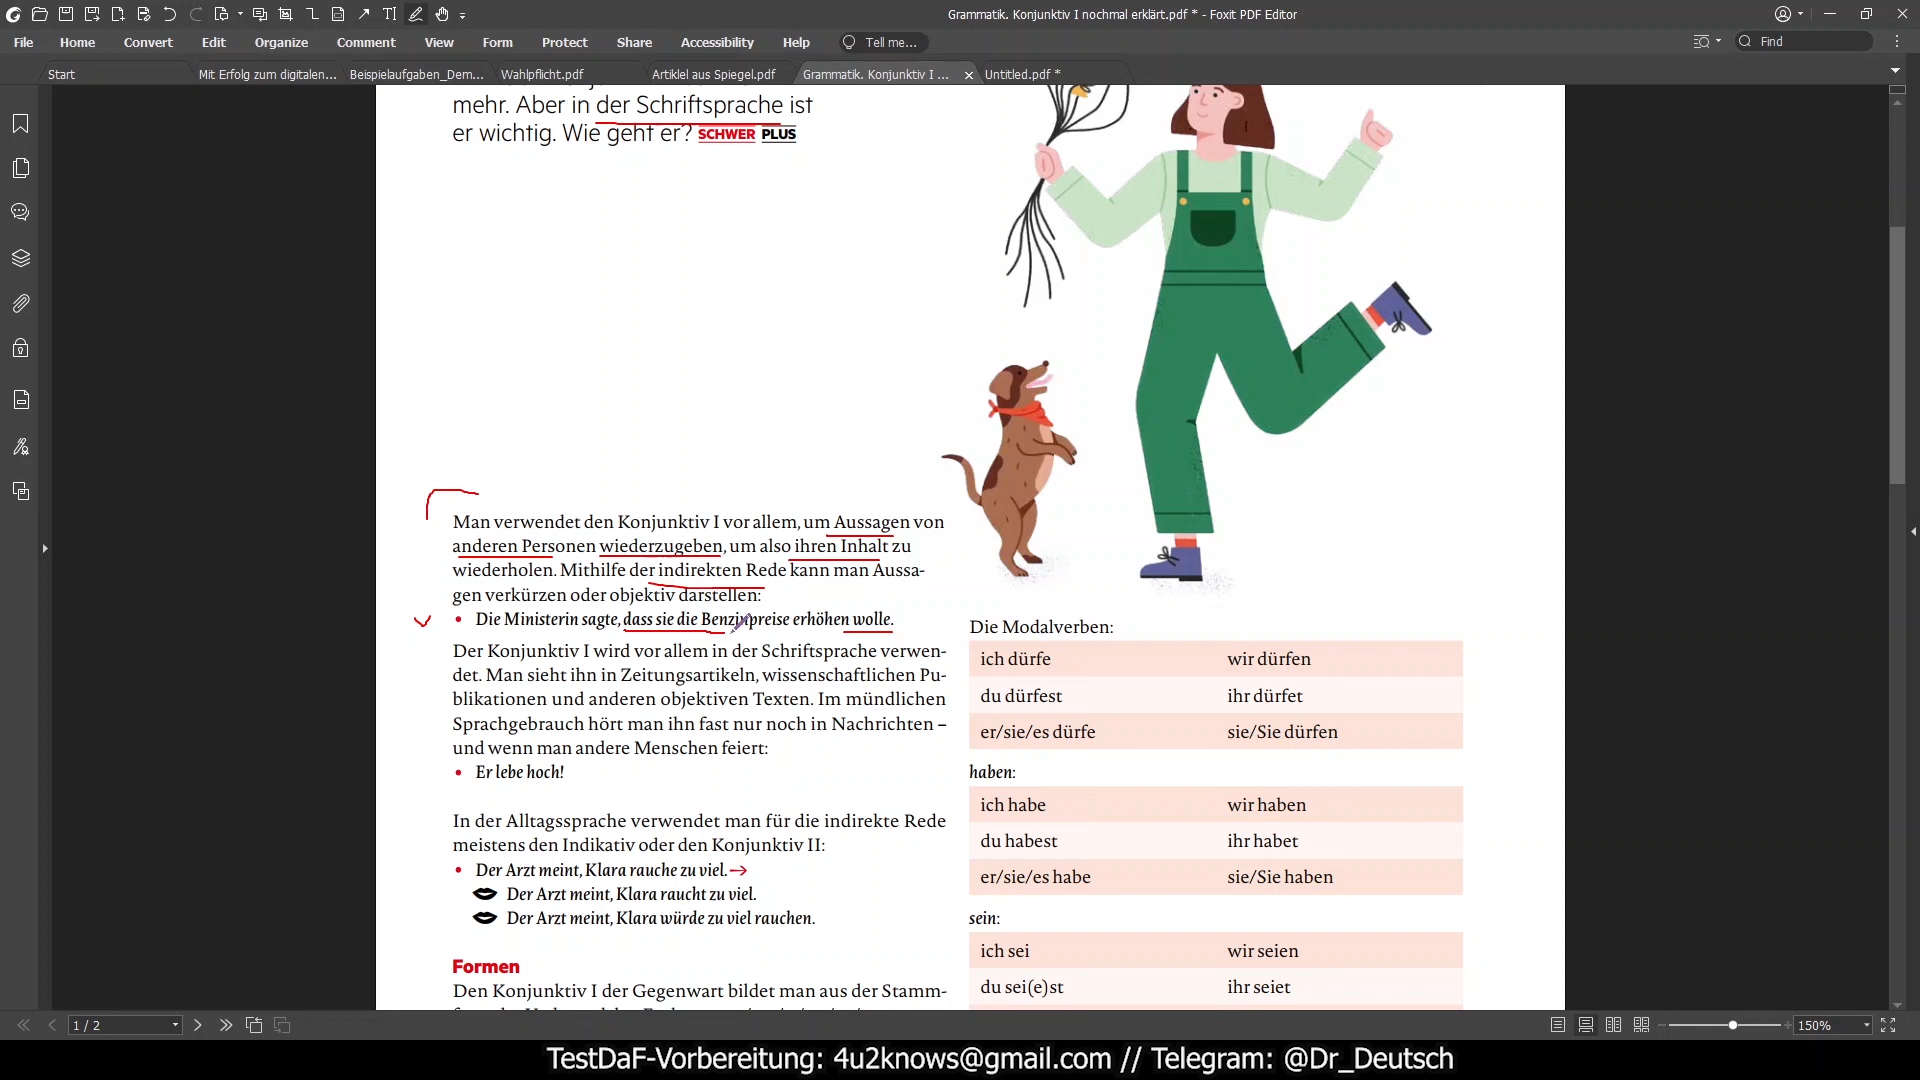 Grammatik. Konjunktiv I nochmal erklärt.pdf * - Foxit PDF Editor
File Home Convert Edit Organize Comment View Form Protect Share Accessibility Help Tell me... Find
Start Mit Erfolg zum digitalen... Beispielaufgaben_Dem... Wahlpflicht.pdf Artiklel aus Spiegel.pdf Grammatik. Konjunktiv I ... Untitled.pdf *
mehr. Aber in der Schriftsprache ist
er wichtig. Wie geht er? SCHWER PLUS
Man verwendet den Konjunktiv I vor allem, um Aussagen von
anderen Personen wiederzugeben, um also ihren Inhalt zu
wiederholen. Mithilfe der indirekten Rede kann man Aussa-
gen verkürzen oder objektiv darstellen:
• Die Ministerin sagte, dass sie die Benzinpreise erhöhen wolle.
Der Konjunktiv I wird vor allem in der Schriftsprache verwen-
det. Man sieht ihn in Zeitungsartikeln, wissenschaftlichen Pu-
blikationen und anderen objektiven Texten. Im mündlichen
Sprachgebrauch hört man ihn fast nur noch in Nachrichten –
und wenn man andere Menschen feiert:
• Er lebe hoch!
In der Alltagssprache verwendet man für die indirekte Rede
meistens den Indikativ oder den Konjunktiv II:
• Der Arzt meint, Klara rauche zu viel. →
Der Arzt meint, Klara raucht zu viel.
Der Arzt meint, Klara würde zu viel rauchen.
Formen
Den Konjunktiv I der Gegenwart bildet man aus der Stamm-
Die Modalverben:
ich dürfe wir dürfen
du dürfest ihr dürfet
er/sie/es dürfe sie/Sie dürfen
haben:
ich habe wir haben
du habest ihr habet
er/sie/es habe sie/Sie haben
sein:
ich sei wir seien
du sei(e)st ihr seiet
1 / 2
150%
TestDaF-Vorbereitung: 4u2knows@gmail.com // Telegram: @Dr_Deutsch